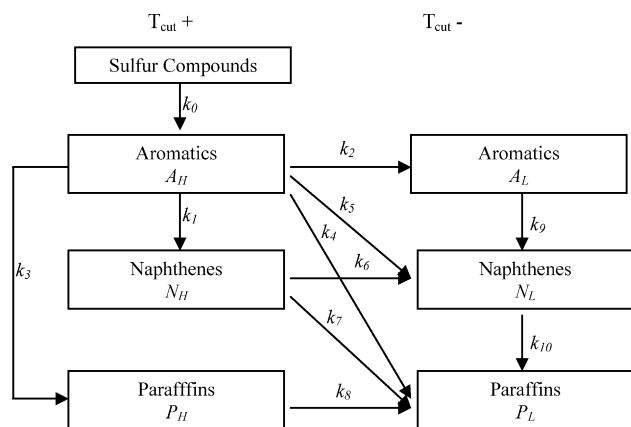 T_cut + T_cut -
Sulfur Compounds
k_0
Aromatics
A_H
k_2
Aromatics
A_L
k_1
k_5
k_4
k_9
k_3
Naphthenes
N_H
k_6
Naphthenes
N_L
k_7
k_10
Parafffins
P_H
k_8
Paraffins
P_L